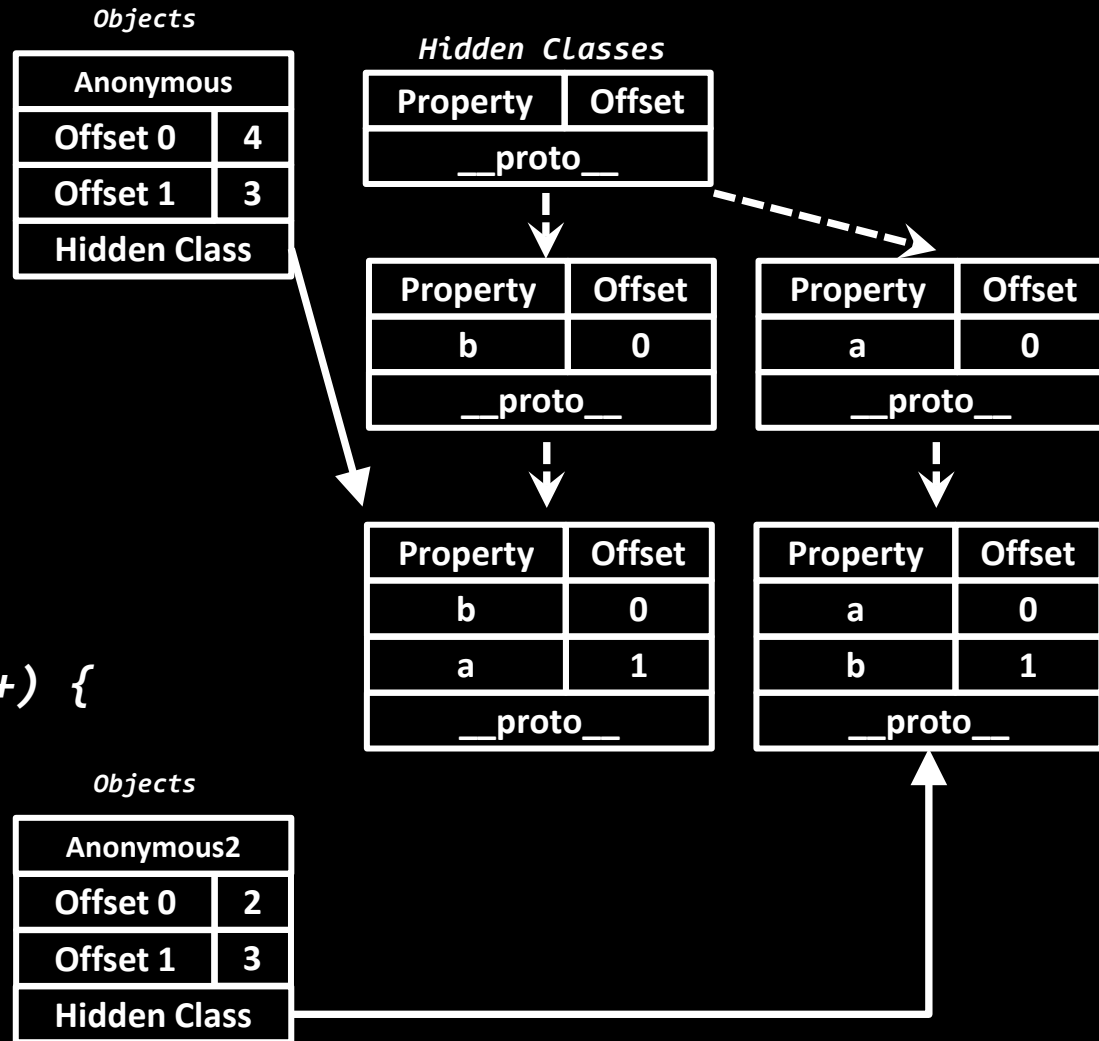 Objects
Anonymous
Offset 0 4
Offset 1 3
Hidden Class
Hidden Classes
Property Offset
__proto__
Property Offset
b 0
__proto__
Property Offset
a 0
__proto__
Property Offset
b 0
a 1
__proto__
Property Offset
a 0
b 1
__proto__
+) {
Objects
Anonymous2
Offset 0 2
Offset 1 3
Hidden Class